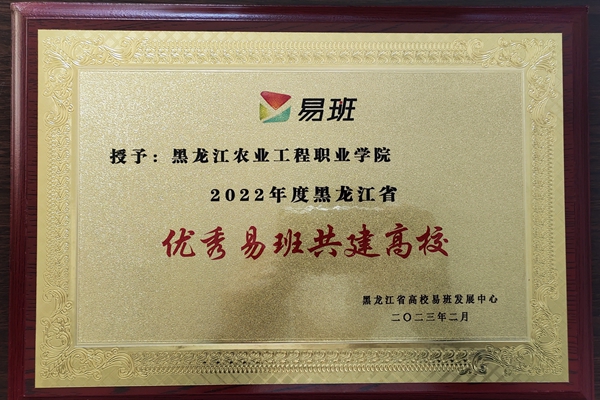 易班
授予：黑龙江农业工程职业学院
2022年度黑龙江省
优秀易班共建高校
黑龙江省高校易班发展中心
二〇二三年二月